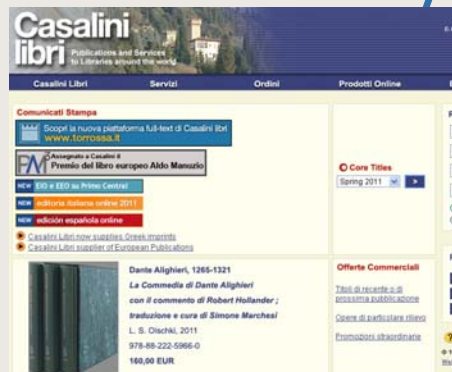 Casalini
libri
Publications and Services
to Libraries around the world
Casalini Libri
Servizi
Ordini
Prodotti Online
Comunicati Stampa
Scopri la nuova piattaforma full-text di Casalini libri
www.torrossa.it
Assegnato a Casalini il
Premio del libro europeo Aldo Manuzio
NEW EIO e EEO su Primo Central
NEW editoria italiana online 2011
NEW edición española online
Casalini Libri now supplies Greek imprints
Casalini Libri supplier of European Publications
Core Titles
Spring 2011
Dante Alighieri, 1265-1321
La Commedia di Dante Alighieri
con il commento di Robert Hollander ;
traduzione e cura di Simone Marchesi
L. S. Olschki, 2011
978-88-222-5966-0
160,00 EUR
Offerte Commerciali
Titoli di recente o di
prossima pubblicazione
Opere di particolare rilievo
Promozioni straordinarie